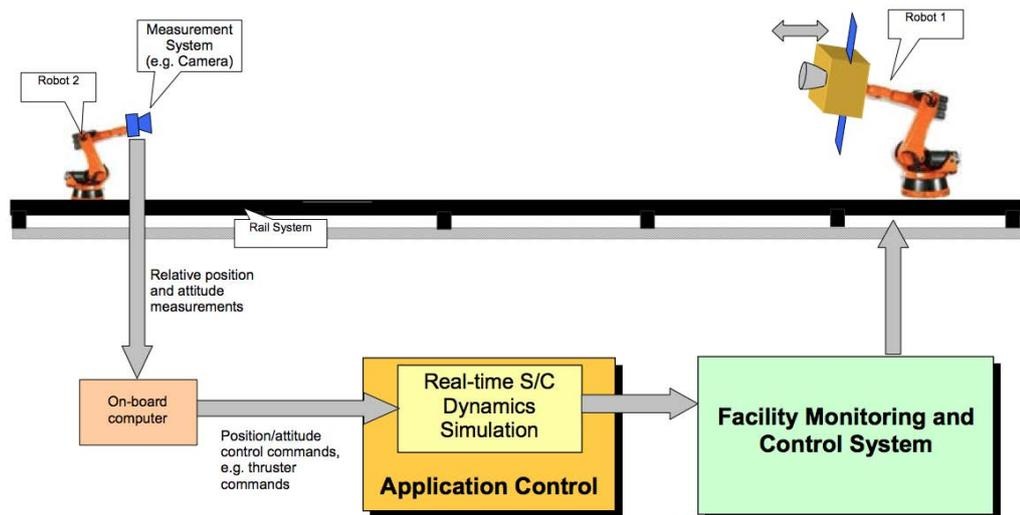 Measurement
System
(e.g. Camera)
Robot 1
Robot 2
Rail System
Relative position
and attitude
measurements
On-board
computer
Position/attitude
control commands,
e.g. thruster
commands
Real-time S/C
Dynamics
Simulation
Application Control
Facility Monitoring and
Control System